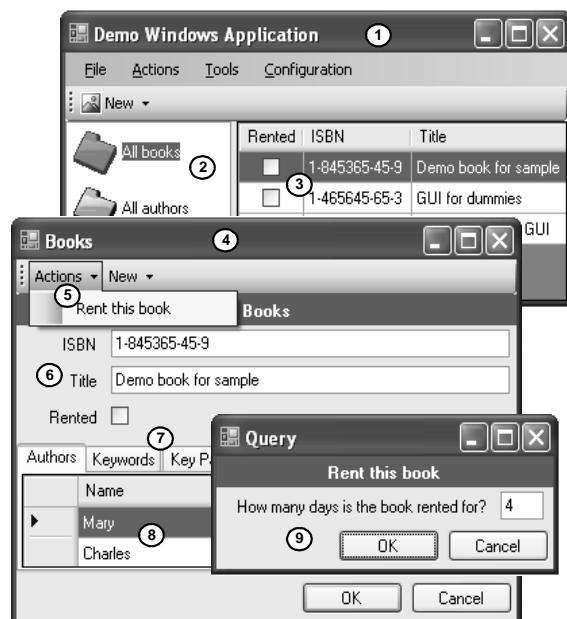 Demo Windows Application 1
File Actions Tools Configuration
New
All books 2
All authors
Rented ISBN Title
1-845365-45-9 Demo book for sample
3
1-465645-65-3 GUI for dummies
GUI
Books 4
Actions New
5
Rent this book
Books
ISBN 1-845365-45-9
6 Title Demo book for sample
Rented
7
Authors Keywords Key P
Name
Mary
8
Charles
OK Cancel
Query
Rent this book
How many days is the book rented for? 4
9 OK Cancel